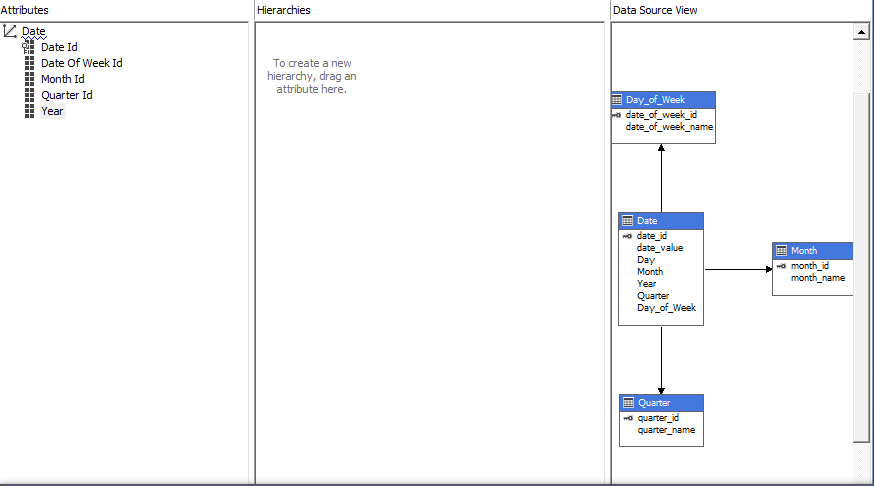 Attributes
Date
Date Id
Date Of Week Id
Month Id
Quarter Id
Year
Hierarchies
To create a new
hierarchy, drag an
attribute here.
Data Source View
Day_of_Week
date_of_week_id
date_of_week_name
Date
date_id
date_value
Day
Month
Year
Quarter
Day_of_Week
Month
month_id
month_name
Quarter
quarter_id
quarter_name